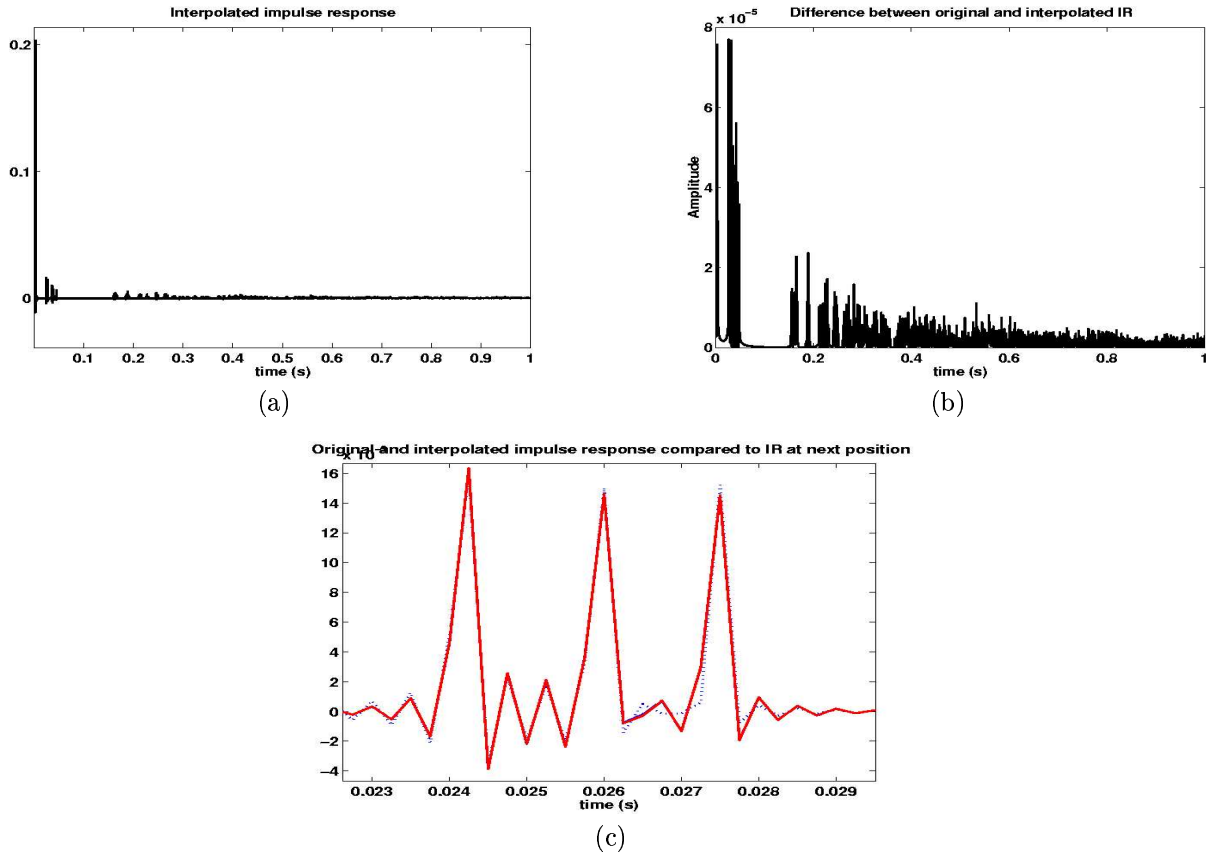 Interpolated impulse response
0.2
0.1
0
0.1 0.2 0.3 0.4 0.5 0.6 0.7 0.8 0.9 1
time (s)
(a)
Difference between original and interpolated IR
x 10⁻⁵
8
6
4
2
0
Amplitude
0 0.2 0.4 0.6 0.8 1
time (s)
(b)
Original and interpolated impulse response compared to IR at next position
x 10
16
14
12
10
8
6
4
2
0
−2
−4
0.023 0.024 0.025 0.026 0.027 0.028 0.029
time (s)
(c)